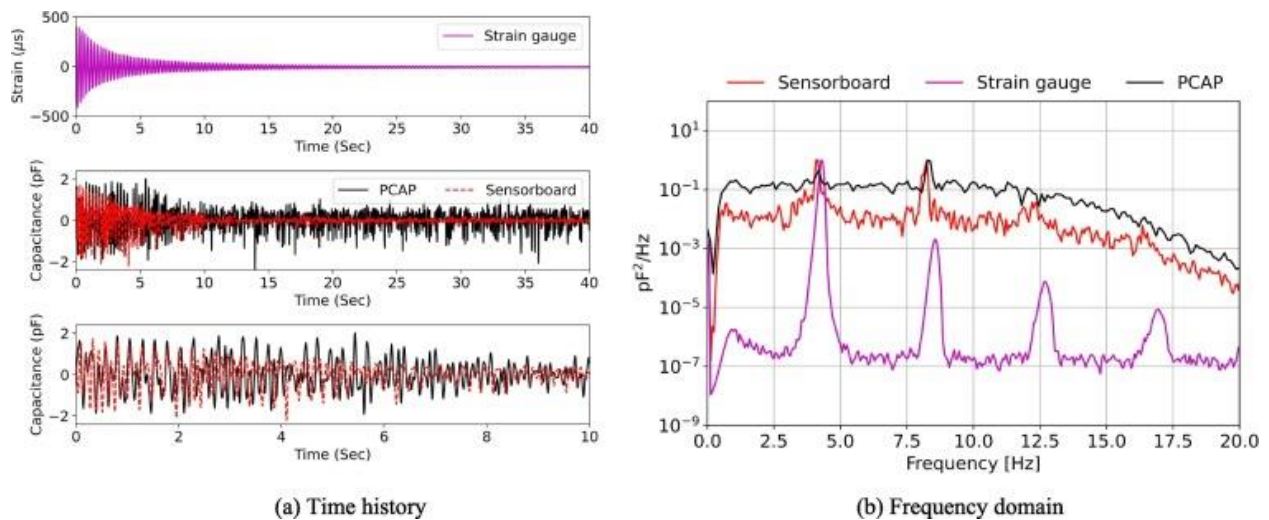 500
0
−500
Strain (μs)
Strain gauge
0 5 10 15 20 25 30 35 40
Time (Sec)
2
0
−2
Capacitance (pF)
PCAP Sensorboard
0 5 10 15 20 25 30 35 40
Time (Sec)
2
0
−2
Capacitance (pF)
0 2 4 6 8 10
Time (Sec)
(a) Time history
Sensorboard Strain gauge PCAP
10¹
10⁻¹
10⁻³
10⁻⁵
10⁻⁷
10⁻⁹
pF²/Hz
0.0 2.5 5.0 7.5 10.0 12.5 15.0 17.5 20.0
Frequency [Hz]
(b) Frequency domain